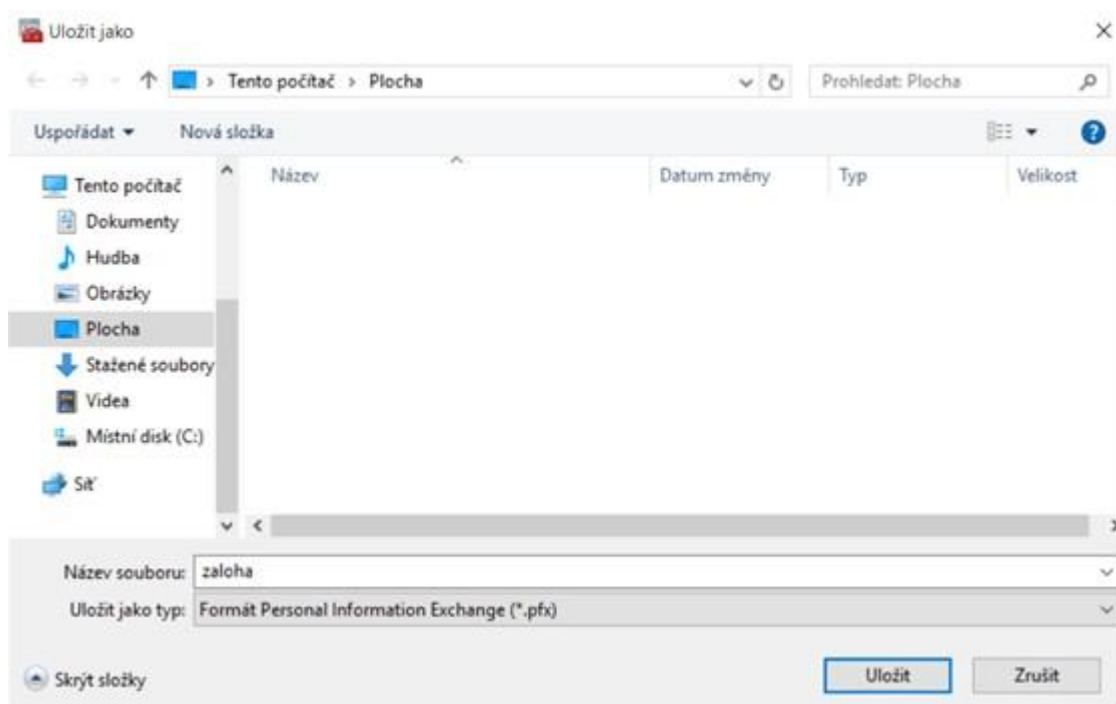 Uložit jako
Tento počítač › Plocha
Prohledat: Plocha
Uspořádat
Nová složka
Název
Datum změny
Typ
Velikost
Tento počítač
Dokumenty
Hudba
Obrázky
Plocha
Stažené soubory
Videa
Místní disk (C:)
Síť
Název souboru: zaloha
Uložit jako typ: Formát Personal Information Exchange (*.pfx)
Skrýt složky
Uložit
Zrušit